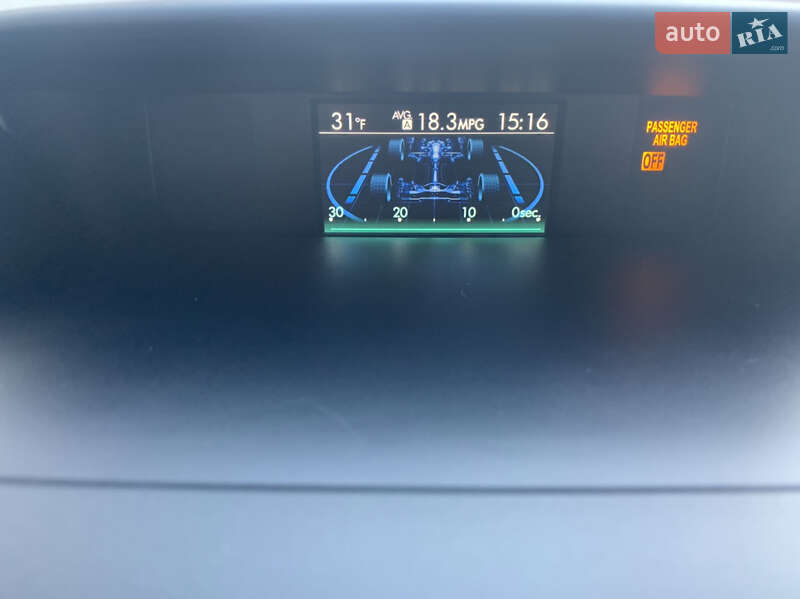 auto RIA.com
31°F AVG A 18.3MPG 15:16
PASSENGER
AIR BAG
OFF
30 20 10 0sec.